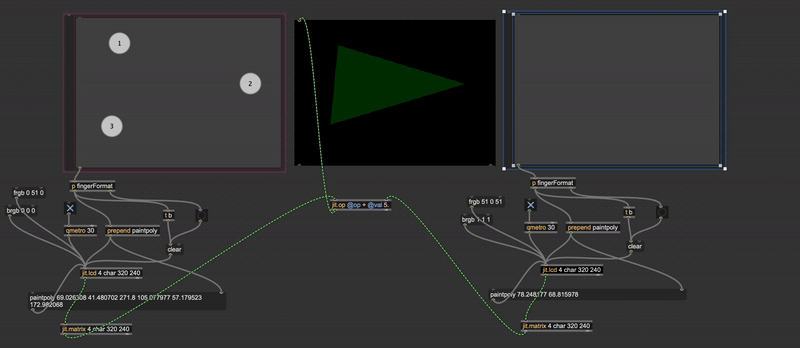 1
2
3
p fingerFormat
frgb 0 51 0
brgb 0 0 0
t b
qmetro 30
prepend paintpoly
clear
jit.lcd 4 char 320 240
paintpoly 69.026308 41.480702 271.8 105.077977 57.179523
172.982068
jit.matrix 4 char 320 240
jit.op @op + @val 5.
p fingerFormat
frgb 51 0 51
brgb 1 1 1
t b
qmetro 30
prepend paintpoly
clear
jit.lcd 4 char 320 240
paintpoly 78.248177 68.815978
jit.matrix 4 char 320 240